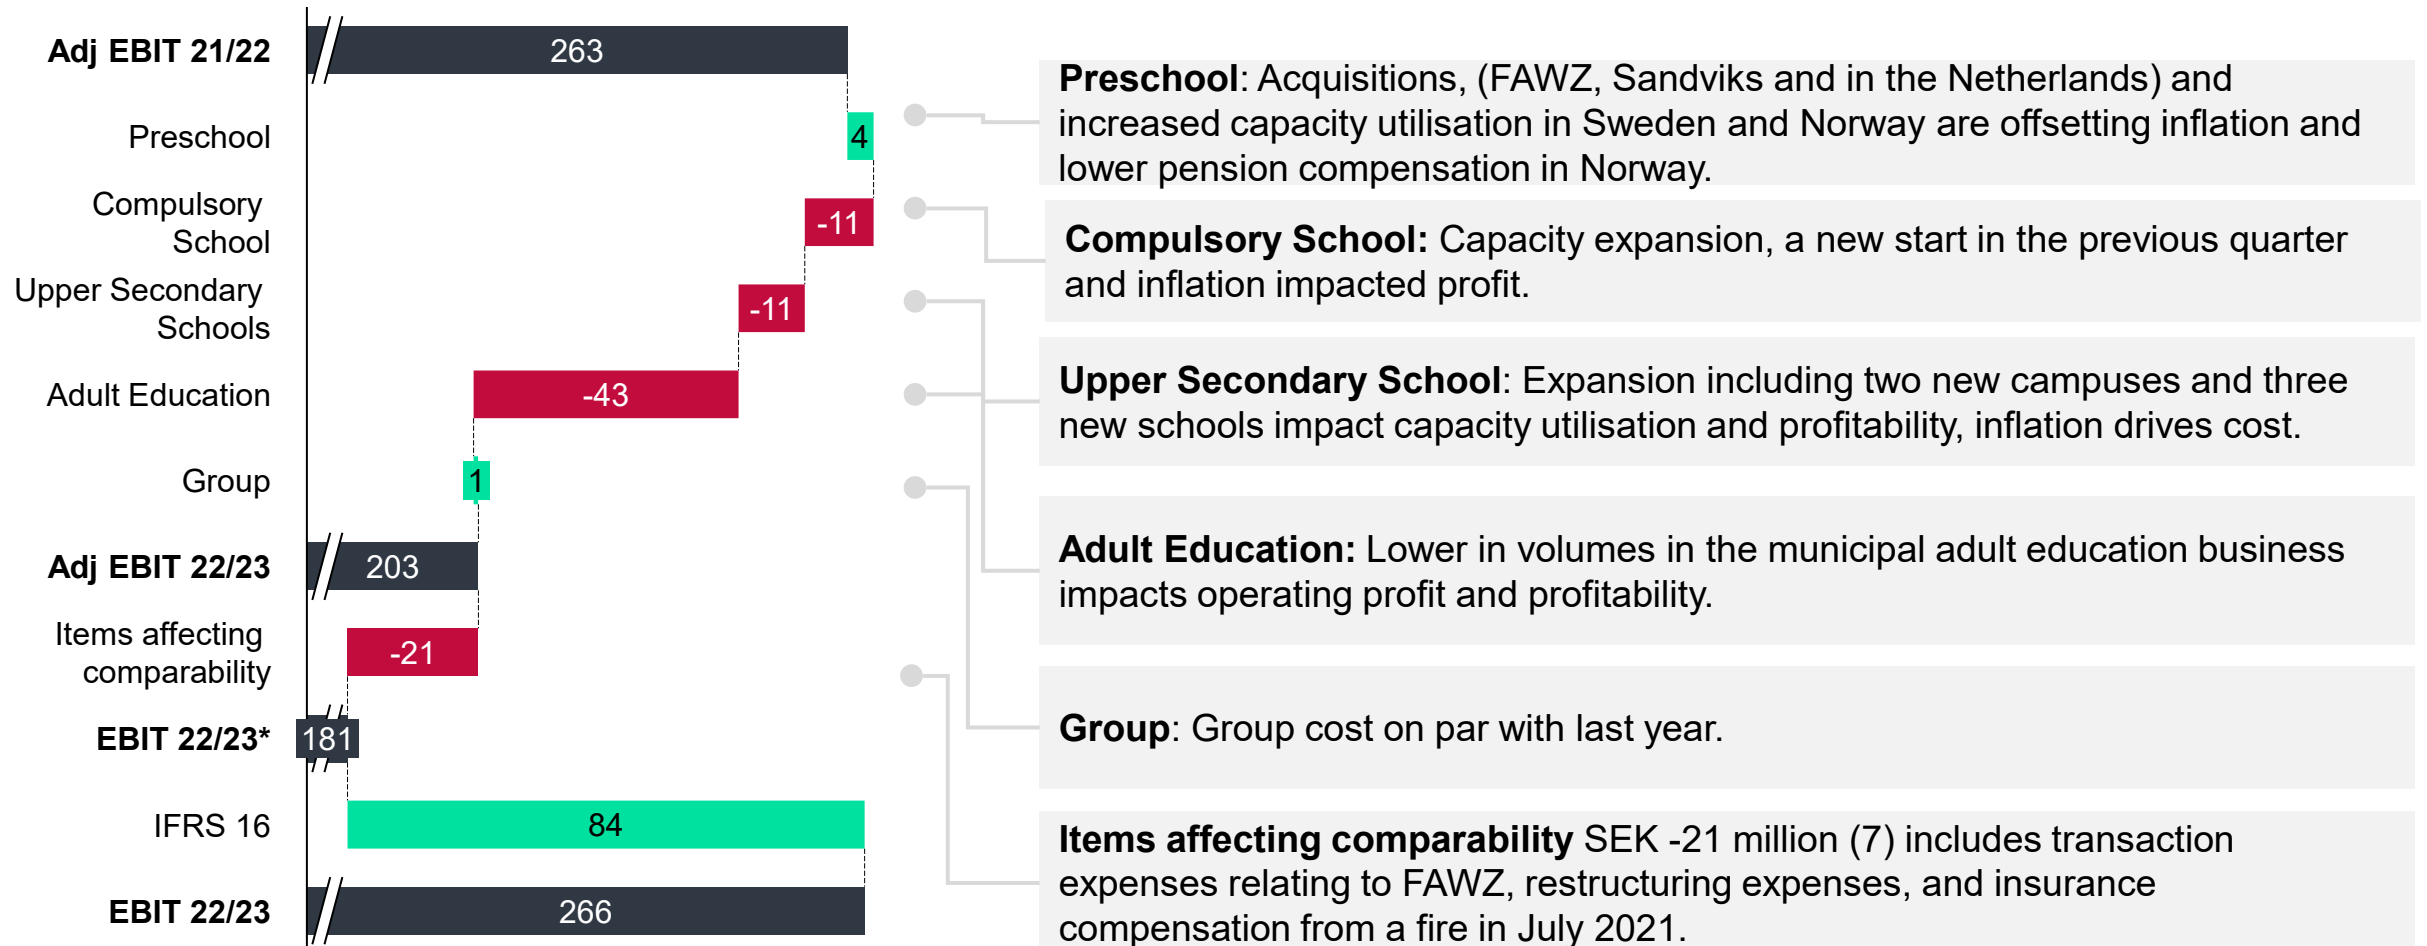 Adj EBIT 21/22
263
Preschool
4
Compulsory
School
-11
Upper Secondary
Schools
-11
Adult Education
-43
Group
1
Adj EBIT 22/23
203
Items affecting
comparability
-21
EBIT 22/23*
181
IFRS 16
84
EBIT 22/23
266
Preschool: Acquisitions, (FAWZ, Sandviks and in the Netherlands) and
increased capacity utilisation in Sweden and Norway are offsetting inflation and
lower pension compensation in Norway.
Compulsory School: Capacity expansion, a new start in the previous quarter
and inflation impacted profit.
Upper Secondary School: Expansion including two new campuses and three
new schools impact capacity utilisation and profitability, inflation drives cost.
Adult Education: Lower in volumes in the municipal adult education business
impacts operating profit and profitability.
Group: Group cost on par with last year.
Items affecting comparability SEK -21 million (7) includes transaction
expenses relating to FAWZ, restructuring expenses, and insurance
compensation from a fire in July 2021.